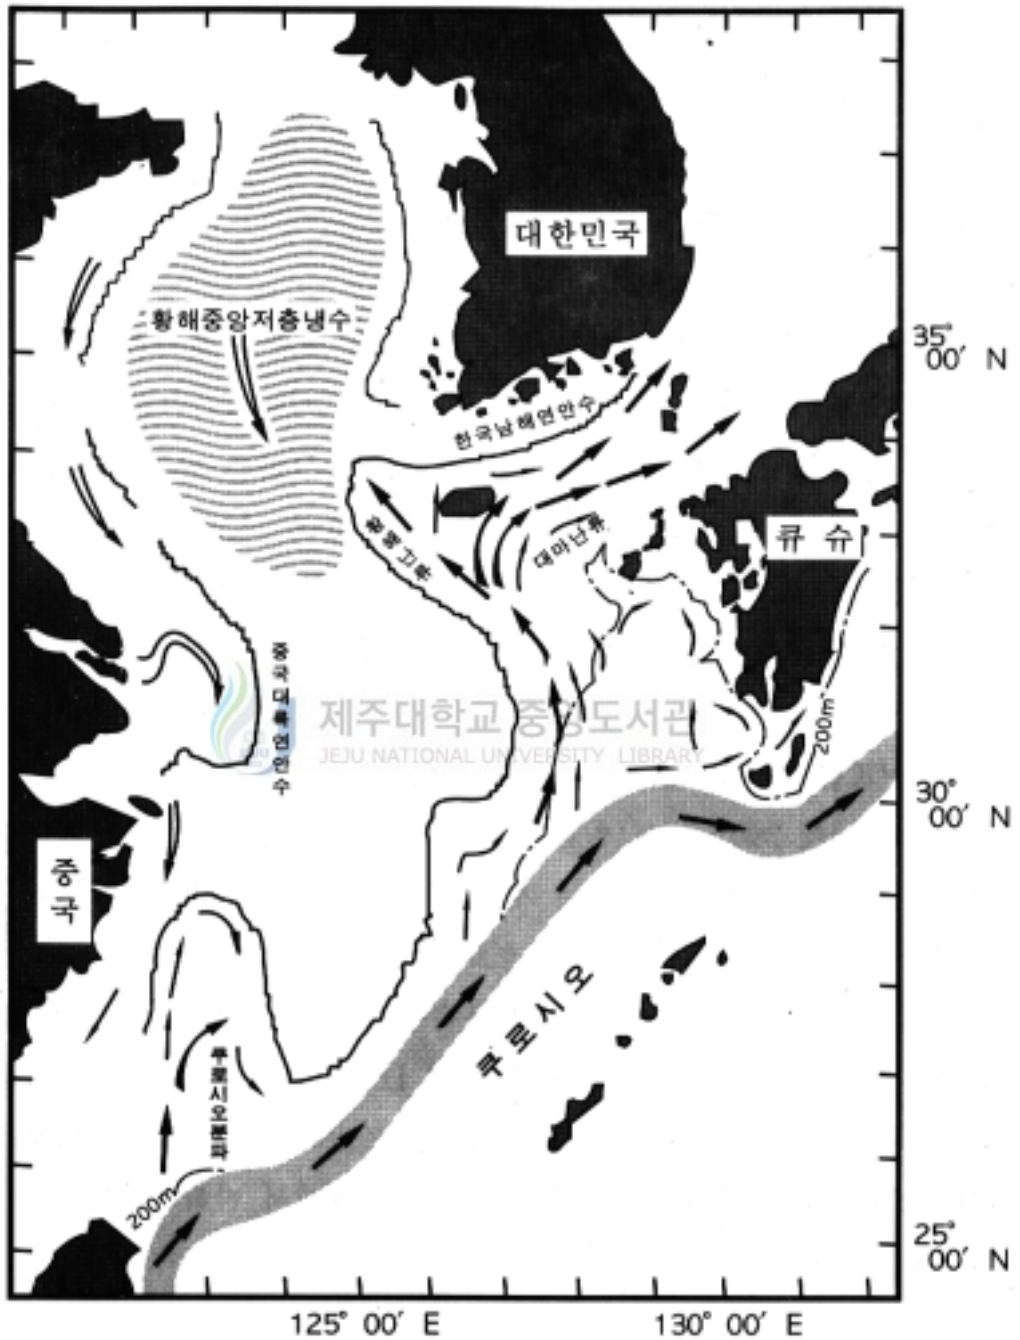 대한민국
황해중앙저층냉수
35°
00′ N
한국남해연안수
큐 슈
대마난류
황해난류
중국대륙연안수
제주대학교 중앙도서관
JEJU NATIONAL UNIVERSITY LIBRARY
JEJU
200m
30°
00′ N
중국
쿠로시오
쿠로시오분파
200m
25°
00′ N
125° 00′ E
130° 00′ E